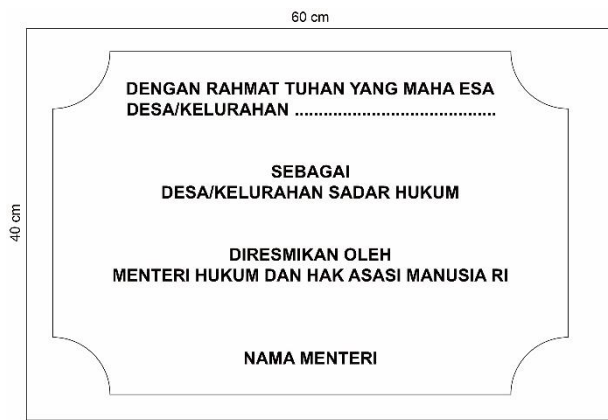 60 cm
DENGAN RAHMAT TUHAN YANG MAHA ESA
DESA/KELURAHAN ...........................................
40 cm
SEBAGAI
DESA/KELURAHAN SADAR HUKUM
DIRESMIKAN OLEH
MENTERI HUKUM DAN HAK ASASI MANUSIA RI
NAMA MENTERI